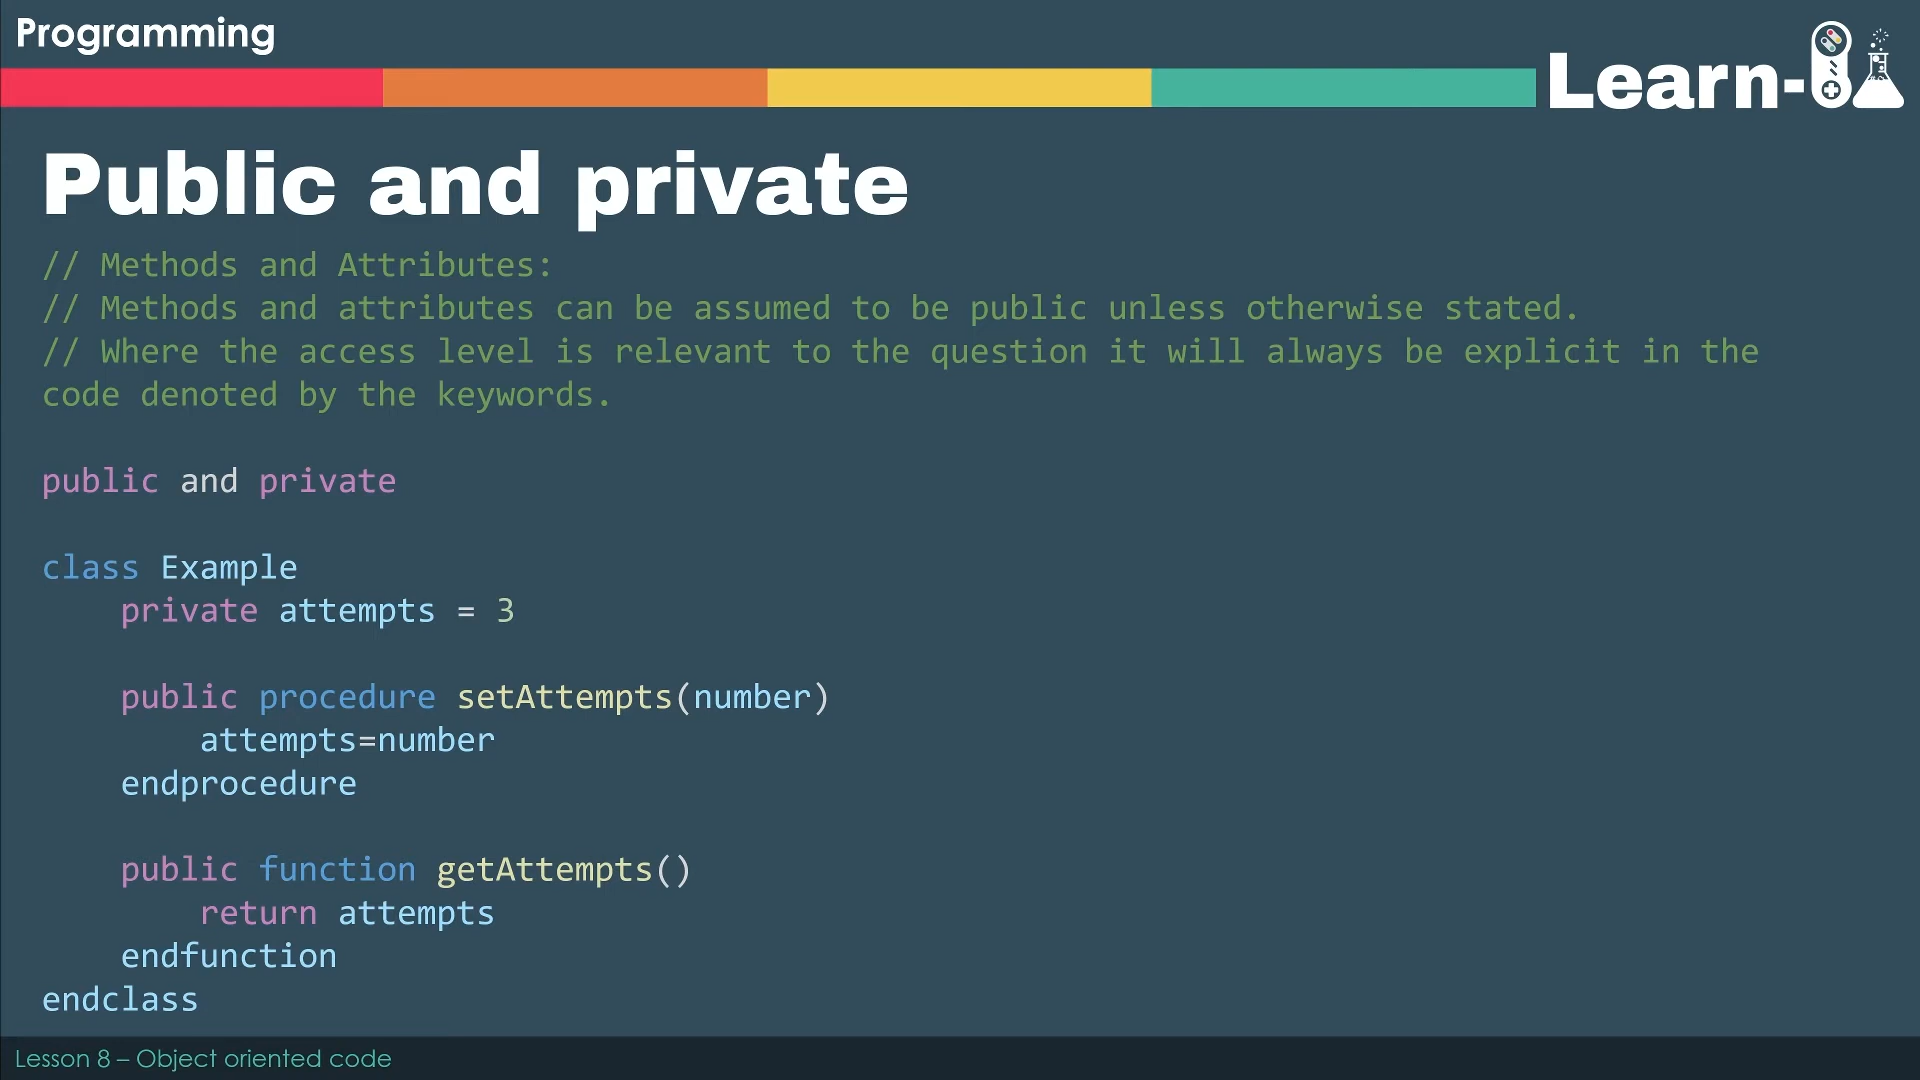 Programming
Learn-
Public and private
// Methods and Attributes:
// Methods and attributes can be assumed to be public unless otherwise stated.
// Where the access level is relevant to the question it will always be explicit in the
code denoted by the keywords.
public and private
class Example
    private attempts = 3
    public procedure setAttempts(number)
        attempts=number
    endprocedure
    public function getAttempts()
        return attempts
    endfunction
endclass
Lesson 8 – Object oriented code